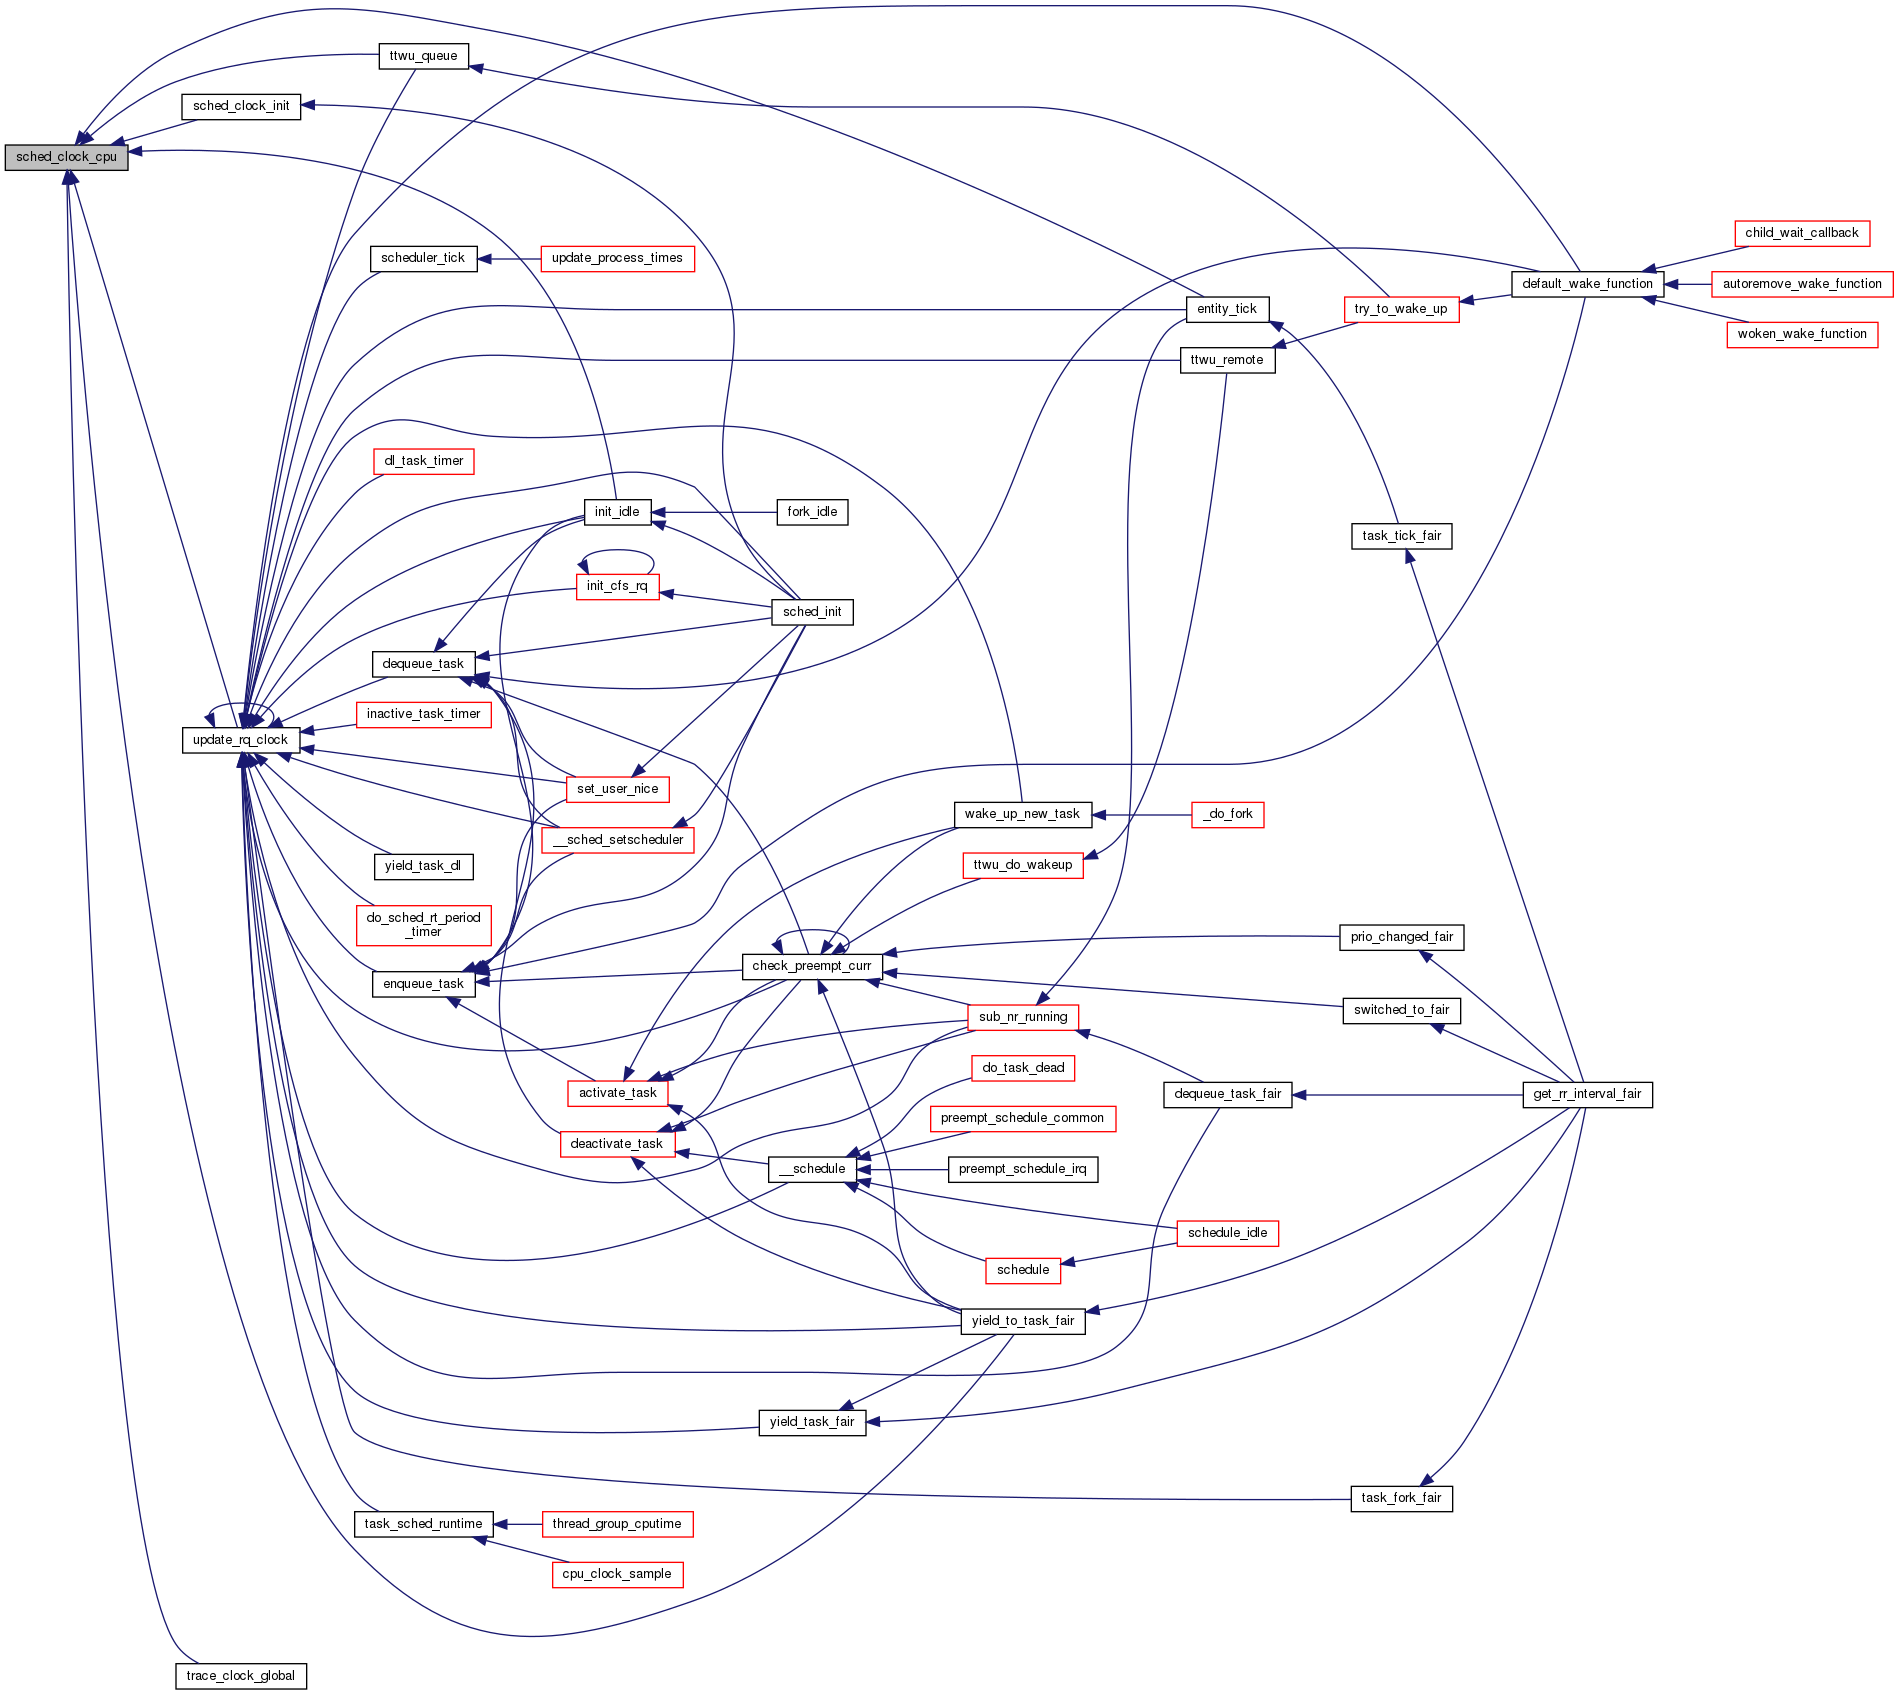 ttwu_queue
sched_clock_init
sched_clock_cpu
child_wait_callback
scheduler_tick
update_process_times
default_wake_function
autoremove_wake_function
entity_tick
try_to_wake_up
woken_wake_function
ttwu_remote
dl_task_timer
init_idle
fork_idle
task_tick_fair
init_cfs_rq
sched_init
dequeue_task
inactive_task_timer
update_rq_clock
set_user_nice
wake_up_new_task
_do_fork
__sched_setscheduler
yield_task_dl
ttwu_do_wakeup
do_sched_rt_period
_timer
prio_changed_fair
check_preempt_curr
enqueue_task
switched_to_fair
sub_nr_running
do_task_dead
activate_task
dequeue_task_fair
get_rr_interval_fair
preempt_schedule_common
deactivate_task
__schedule
preempt_schedule_irq
schedule_idle
schedule
yield_to_task_fair
yield_task_fair
task_fork_fair
task_sched_runtime
thread_group_cputime
cpu_clock_sample
trace_clock_global